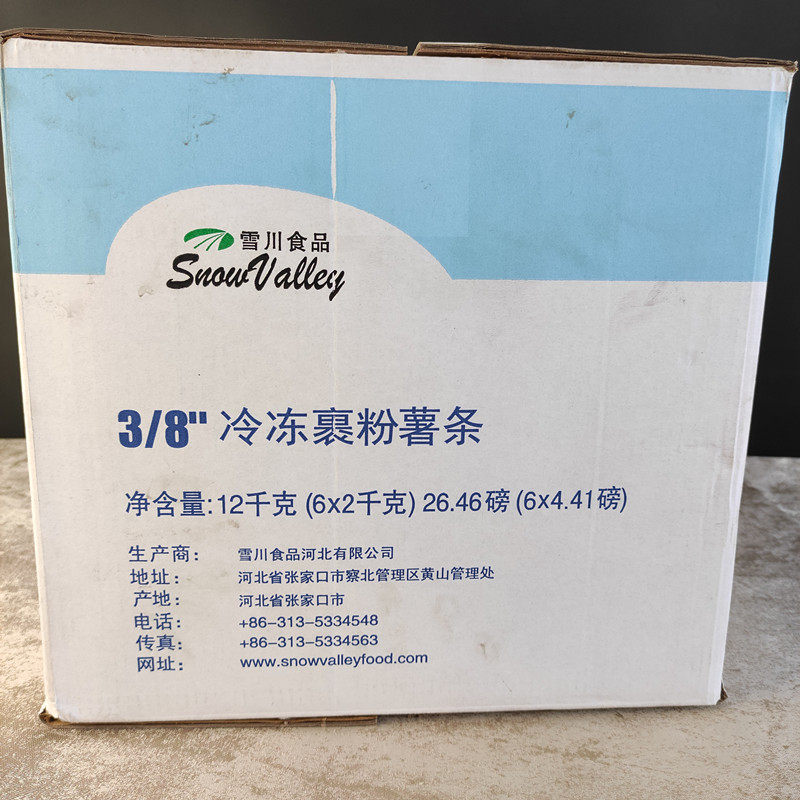 雪川食品
SnowValley
3/8" 冷冻裹粉薯条
净含量: 12千克 (6x2千克) 26.46磅 (6x4.41磅)
生产商: 雪川食品河北有限公司
地址: 河北省张家口市察北管理区黄山管理处
产地: 河北省张家口市
电话: +86-313-5334548
传真: +86-313-5334563
网址: www.snowvalleyfood.com